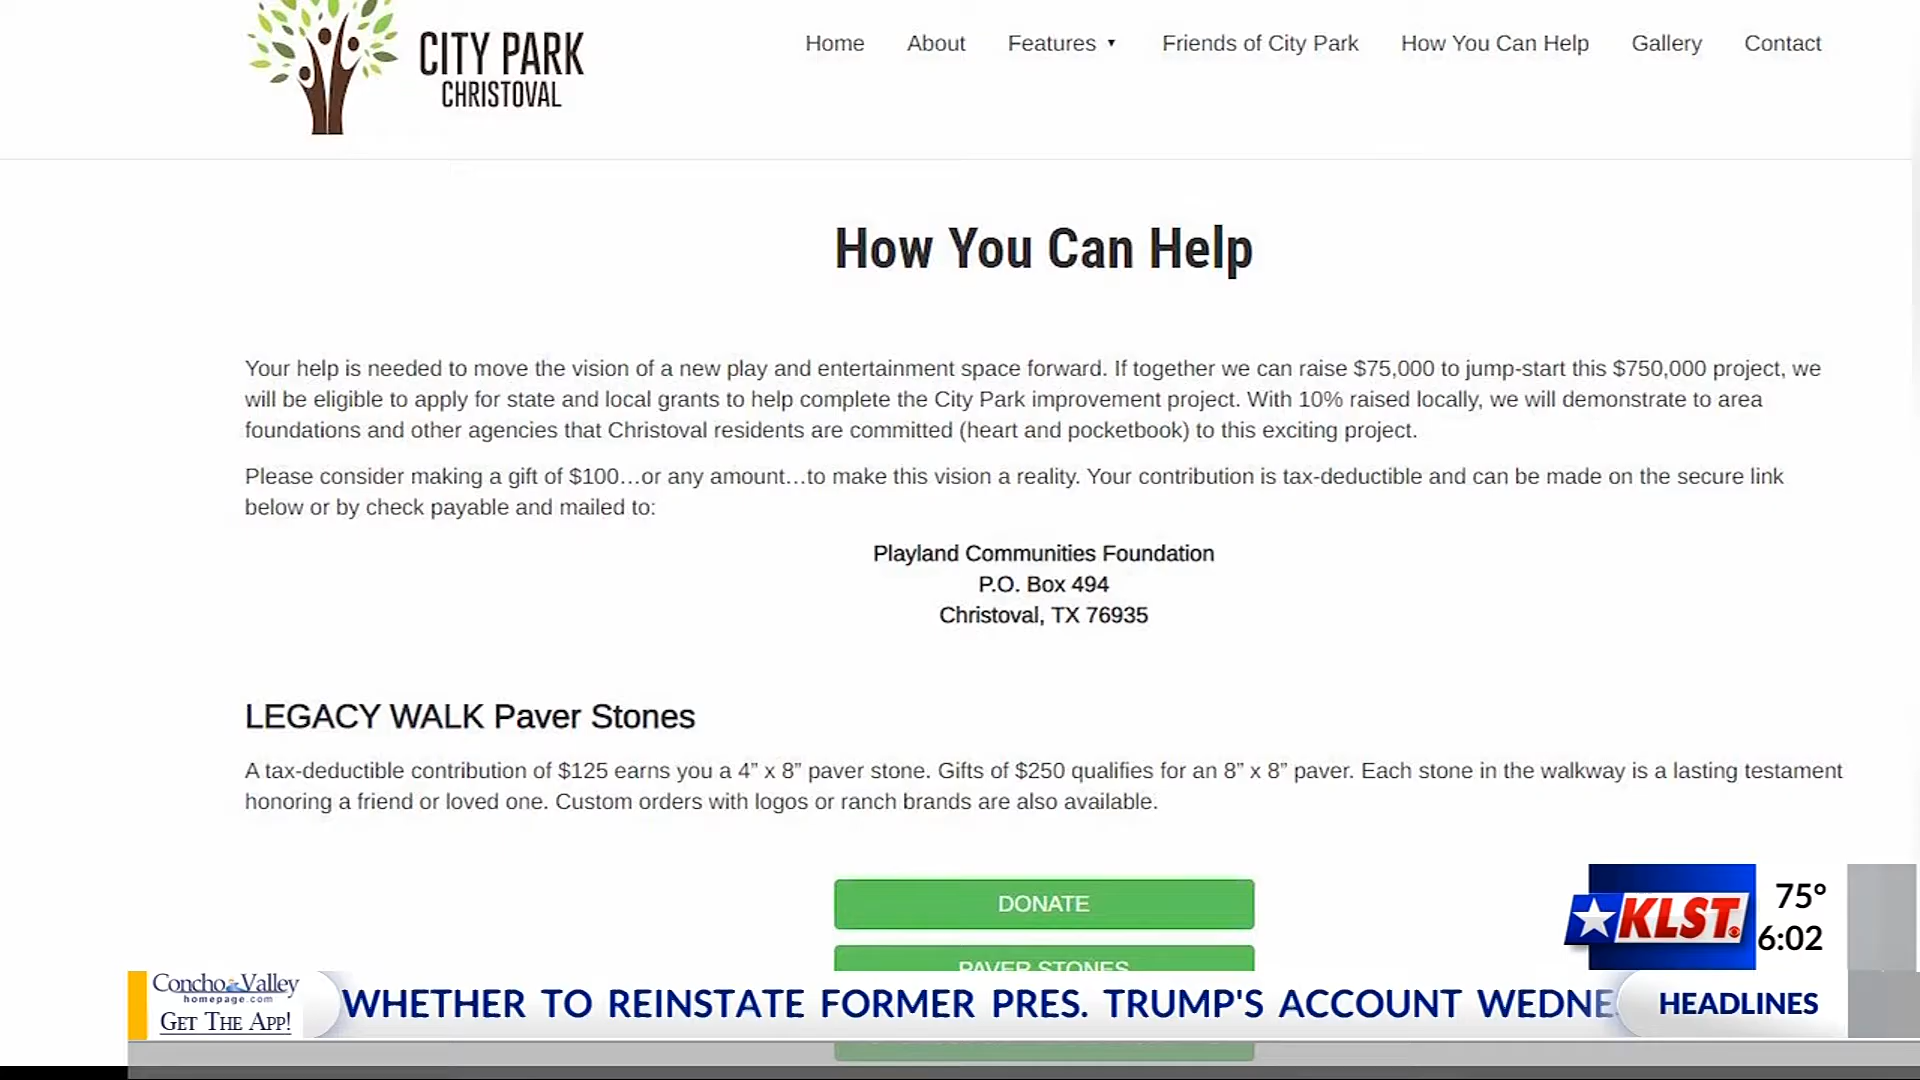 CITY PARK
CHRISTOVAL
Home About Features ▼ Friends of City Park How You Can Help Gallery Contact
How You Can Help
Your help is needed to move the vision of a new play and entertainment space forward. If together we can raise $75,000 to jump-start this $750,000 project, we
will be eligible to apply for state and local grants to help complete the City Park improvement project. With 10% raised locally, we will demonstrate to area
foundations and other agencies that Christoval residents are committed (heart and pocketbook) to this exciting project.
Please consider making a gift of $100…or any amount…to make this vision a reality. Your contribution is tax-deductible and can be made on the secure link
below or by check payable and mailed to:
Playland Communities Foundation
P.O. Box 494
Christoval, TX 76935
LEGACY WALK Paver Stones
A tax-deductible contribution of $125 earns you a 4” x 8” paver stone. Gifts of $250 qualifies for an 8” x 8” paver. Each stone in the walkway is a lasting testament
honoring a friend or loved one. Custom orders with logos or ranch brands are also available.
DONATE
PAVER STONES
KLST
75°
6:02
Concho Valley
homepage.com
GET THE APP!
WHETHER TO REINSTATE FORMER PRES. TRUMP'S ACCOUNT WEDNE
HEADLINES